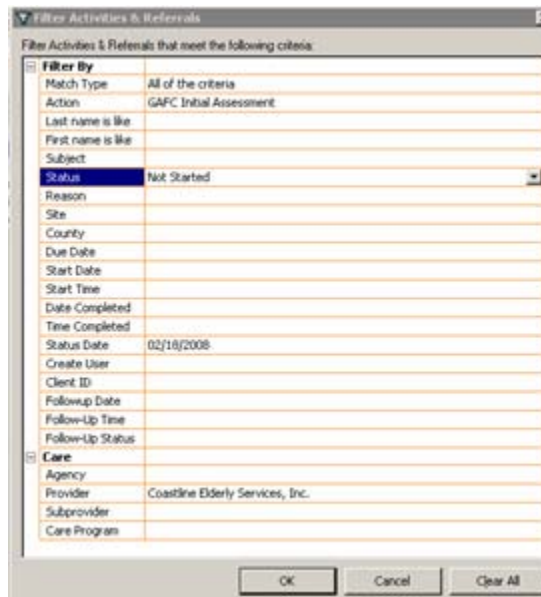 Filter Activities & Referrals
Filter Activities & Referrals that meet the following criteria:
Filter By
Match Type All of the criteria
Action GAFC Initial Assessment
Last name is like
First name is like
Subject
Status Not Started
Reason
Site
County
Due Date
Start Date
Start Time
Date Completed
Time Completed
Status Date 02/18/2008
Create User
Client ID
Followup Date
Follow-Up Time
Follow-Up Status
Care
Agency
Provider Coastline Elderly Services, Inc.
Subprovider
Care Program
OK Cancel Clear All